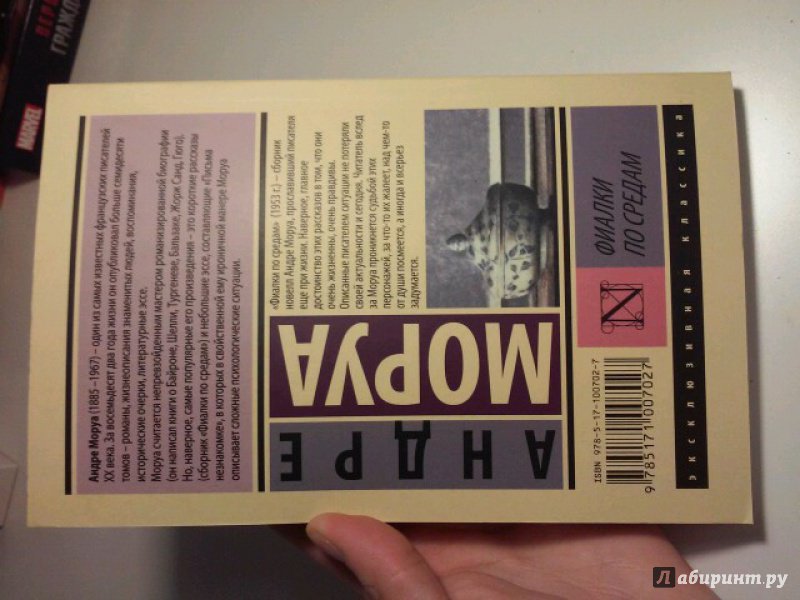 Андре Моруа (1885 –1967) – один из самых известных французских писателей
XX века. За восемьдесят два года жизни он опубликовал больше семидесяти
томов – романы, жизнеописания знаменитых людей, воспоминания,
исторические очерки, литературные эссе.
Моруа считается непревзойденным мастером романизированной биографии
(он написал книги о Байроне, Шелли, Тургеневе, Бальзаке, Жорж Санд, Гюго).
Но, наверное, самые популярные его произведения – это короткие рассказы
(сборник «Фиалки по средам») и небольшие эссе, составляющие «Письма
незнакомке», в которых в свойственной ему ироничной манере Моруа
описывает сложные психологические ситуации.
«Фиалки по средам» (1953 г.) – сборник
новелл Андре Моруа, прославивший писателя
еще при жизни. Наверное, главное
достоинство этих рассказов в том, что они
очень жизненны, очень правдивы.
Описанные писателем ситуации не потеряли
своей актуальности и сегодня. Читатель вслед
за Моруа проникнется судьбой этих
персонажей, за что-то их жалеет, над чем-то
от души посмеется, а иногда и всерьез
задумается.
АНДРЕ
МОРУА
ФИАЛКИ
ПО СРЕДАМ
N
ISBN 978-5-17-100702-7
9 785171 007027
эксклюзивная классика
MARVEL
ГРАЖД
Лабиринт.ру